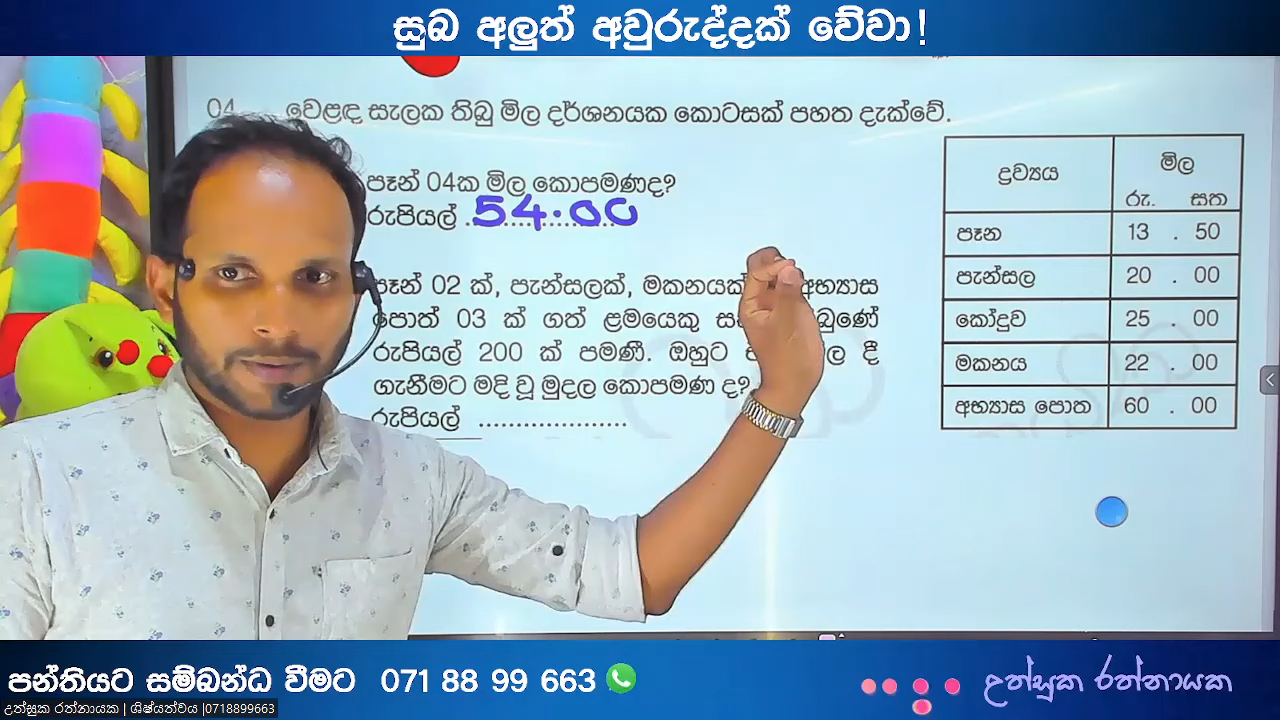 සුබ අලුත් අවුරුද්දක් වේවා!
04. වෙළඳ සැලක තිබු මිල දර්ශනයක කොටසක් පහත දැක්වේ.
පෑන් 04ක මිල කොපමණද?
රුපියල් 54.00
පෑන් 02 ක්, පැන්සලක්, මකනයක් අභ්‍යාස
පොත් 03 ක් ගත් ළමයෙකු
රුපියල් 200 ක් පමණී. ඔහුට දී
ගැනීමට මදි වූ මුදල කොපමණ ද?
රුපියල් ......................
ද්‍රව්‍යය මිල
රු. සත
පෑන 13 . 50
පැන්සල 20 . 00
කෝදුව 25 . 00
මකනය 22 . 00
අභ්‍යාස පොත 60 . 00
පන්තියට සම්බන්ධ වීමට 071 88 99 663
උත්සුක රත්නායක
උත්සුක රත්නායක | ශිෂ්‍යත්වය |0718899663